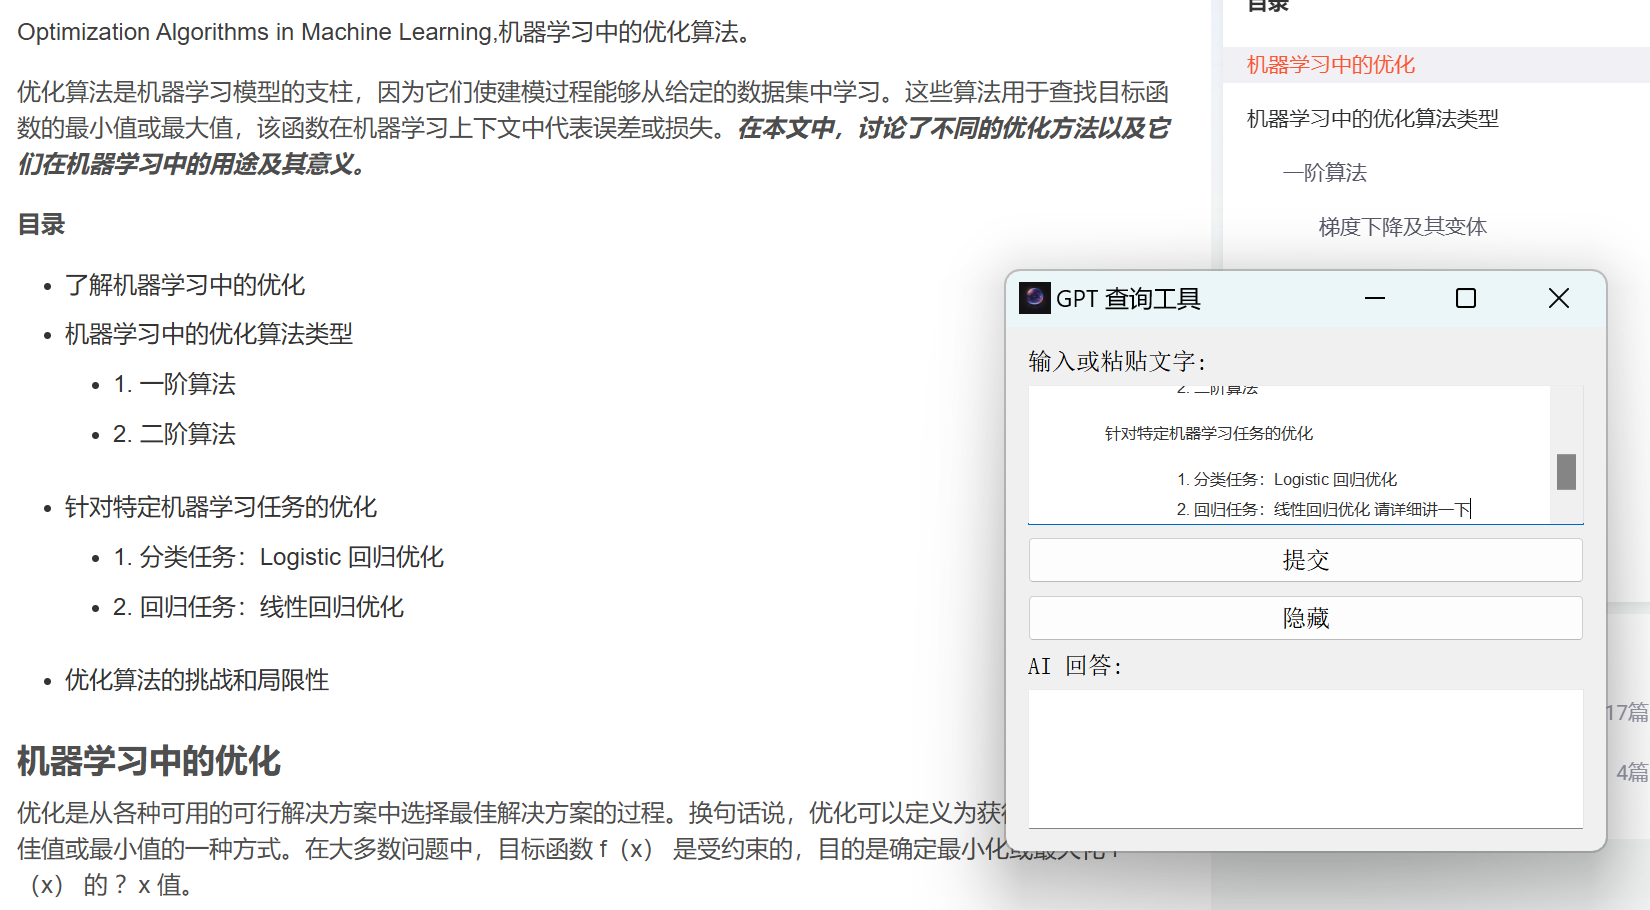 Optimization Algorithms in Machine Learning,机器学习中的优化算法。
优化算法是机器学习模型的支柱，因为它们使建模过程能够从给定的数据集中学习。这些算法用于查找目标函
数的最小值或最大值，该函数在机器学习上下文中代表误差或损失。在本文中，讨论了不同的优化方法以及它
们在机器学习中的用途及其意义。
目录
• 了解机器学习中的优化
• 机器学习中的优化算法类型
• 1. 一阶算法
• 2. 二阶算法
• 针对特定机器学习任务的优化
• 1. 分类任务：Logistic 回归优化
• 2. 回归任务：线性回归优化
• 优化算法的挑战和局限性
机器学习中的优化
优化是从各种可用的可行解决方案中选择最佳解决方案的过程。换句话说，优化可以定义为获
佳值或最小值的一种方式。在大多数问题中，目标函数 f（x） 是受约束的，目的是确定最小化或最大化
（x） 的？ x 值。
目录
机器学习中的优化
机器学习中的优化算法类型
一阶算法
梯度下降及其变体
GPT 查询工具
输入或粘贴文字:
2. 二阶算法
针对特定机器学习任务的优化
1. 分类任务：Logistic 回归优化
2. 回归任务：线性回归优化 请详细讲一下
提交
隐藏
AI 回答:
17篇
4篇